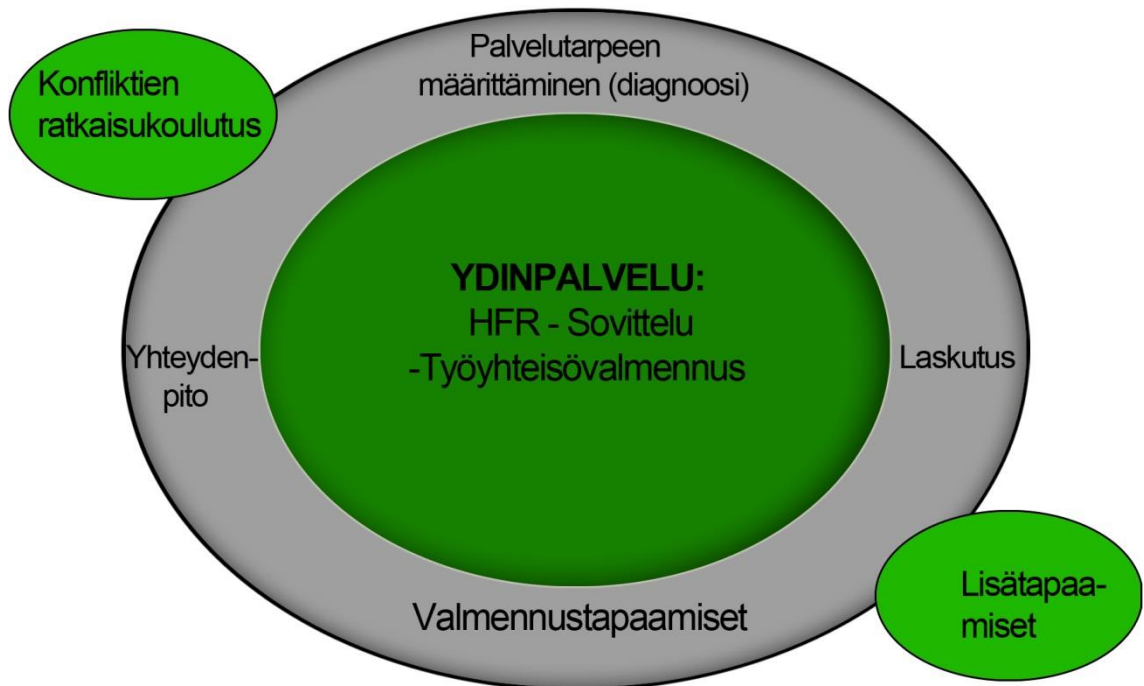 Palvelutarpeen
määrittäminen (diagnoosi)
Konfliktien
ratkaisukoulutus
YDINPALVELU:
HFR - Sovittelu
-Työyhteisövalmennus
Yhteyden-
pito
Laskutus
Valmennustapaamiset
Lisätapaa-
miset